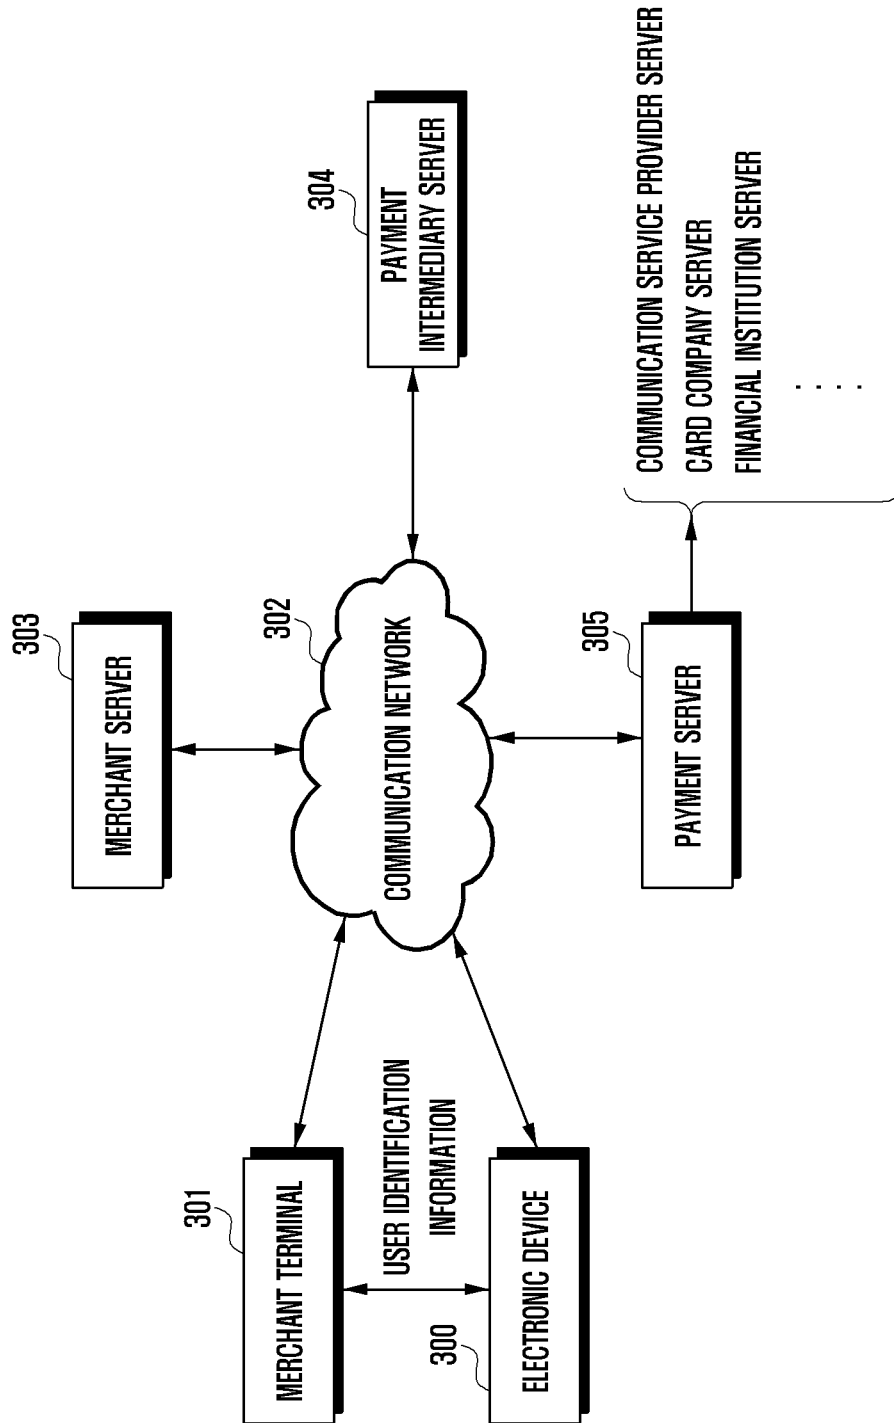 303
MERCHANT SERVER
301
MERCHANT TERMINAL
302
COMMUNICATION NETWORK
304
PAYMENT
INTERMEDIARY SERVER
USER IDENTIFICATION
INFORMATION
300
ELECTRONIC DEVICE
305
PAYMENT SERVER
COMMUNICATION SERVICE PROVIDER SERVER
CARD COMPANY SERVER
FINANCIAL INSTITUTION SERVER
. . . .